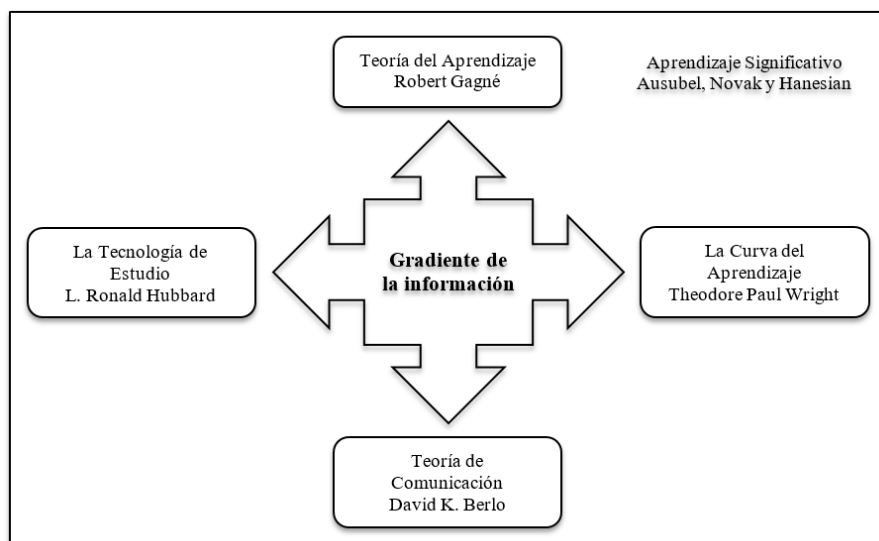 Teoría del Aprendizaje
Robert Gagné
Aprendizaje Significativo
Ausubel, Novak y Hanesian
La Tecnología de
Estudio
L. Ronald Hubbard
Gradiente de
la información
La Curva del
Aprendizaje
Theodore Paul Wright
Teoría de
Comunicación
David K. Berlo